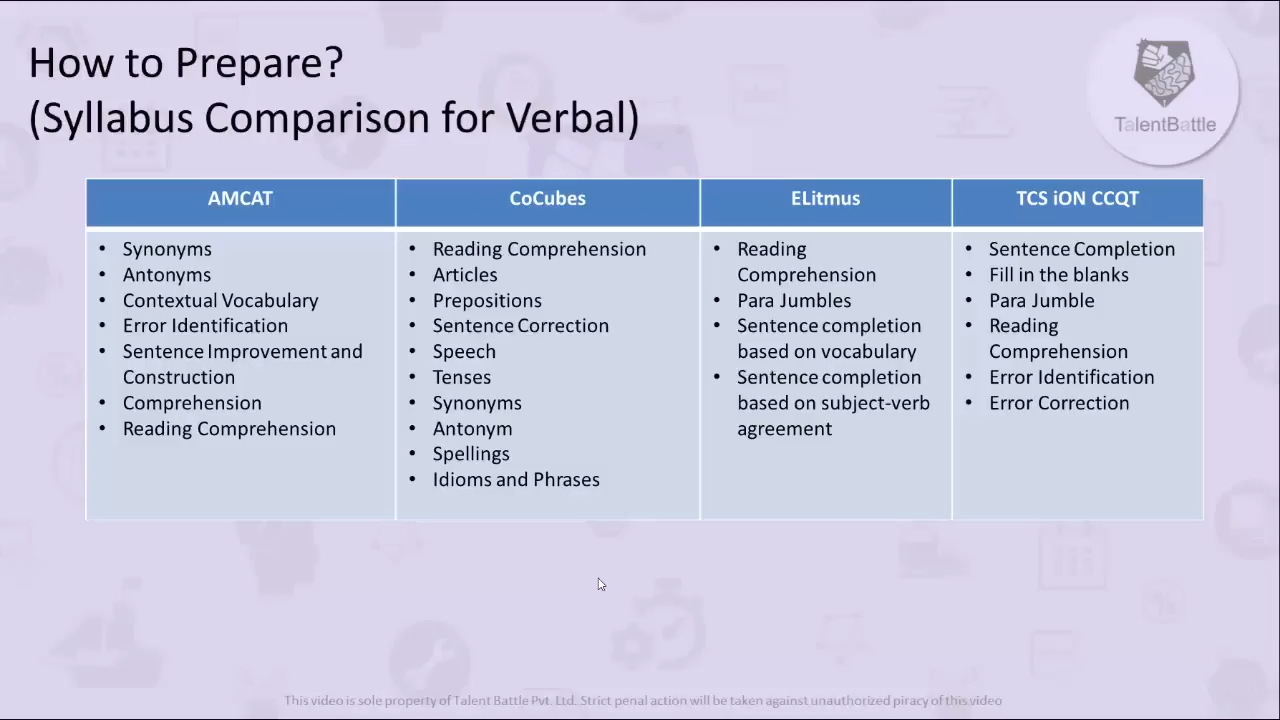 How to Prepare?
(Syllabus Comparison for Verbal)
TalentBattle
AMCAT
• Synonyms
• Antonyms
• Contextual Vocabulary
• Error Identification
• Sentence Improvement and
Construction
• Comprehension
• Reading Comprehension
CoCubes
• Reading Comprehension
• Articles
• Prepositions
• Sentence Correction
• Speech
• Tenses
• Synonyms
• Antonym
• Spellings
• Idioms and Phrases
ELitmus
• Reading
Comprehension
• Para Jumbles
• Sentence completion
based on vocabulary
• Sentence completion
based on subject-verb
agreement
TCS iON CCQT
• Sentence Completion
• Fill in the blanks
• Para Jumble
• Reading
Comprehension
• Error Identification
• Error Correction
This video is sole property of Talent Battle Pvt. Ltd. Strict penal action will be taken against unauthorized piracy of this video